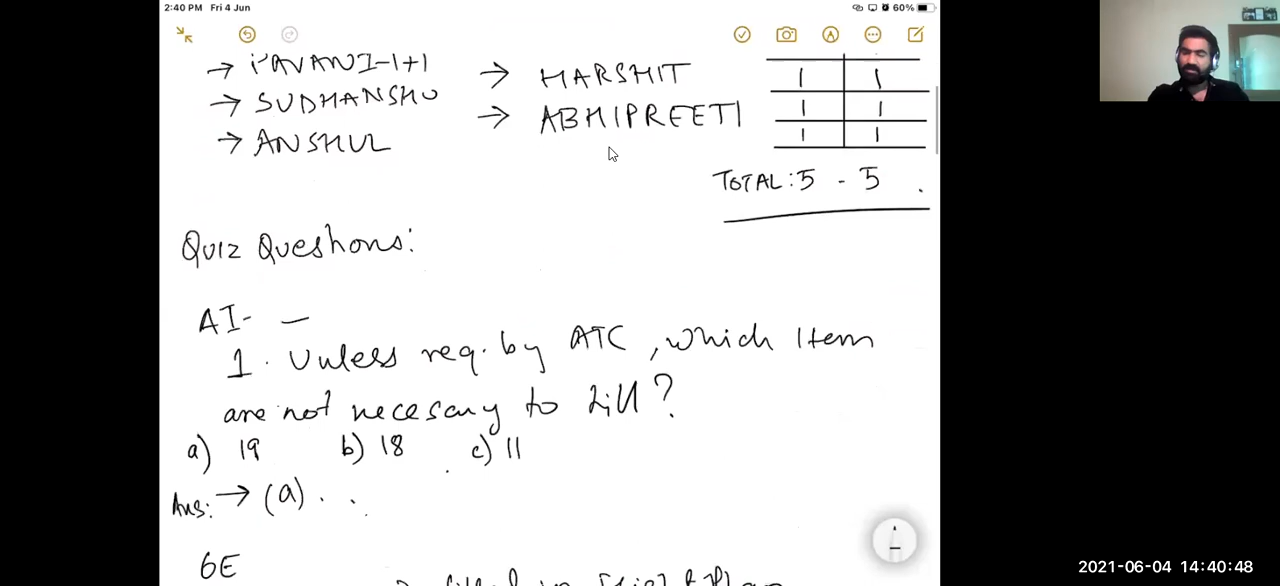 2:40 PM Fri 4 Jun
60%
→ PAVANI-1+1 → HARSHIT
→ SUDHANSHU → ABHIPREETI
→ ANSHUL
1 1
1 1
1 1
TOTAL: 5 - 5
Quiz Questions:
AI- —
1. Unless req. by ATC, which Item
are not necesary to fill?
a) 19 b) 18 c) 11
Ans: → (a) . .
6E
2021-06-04 14:40:48